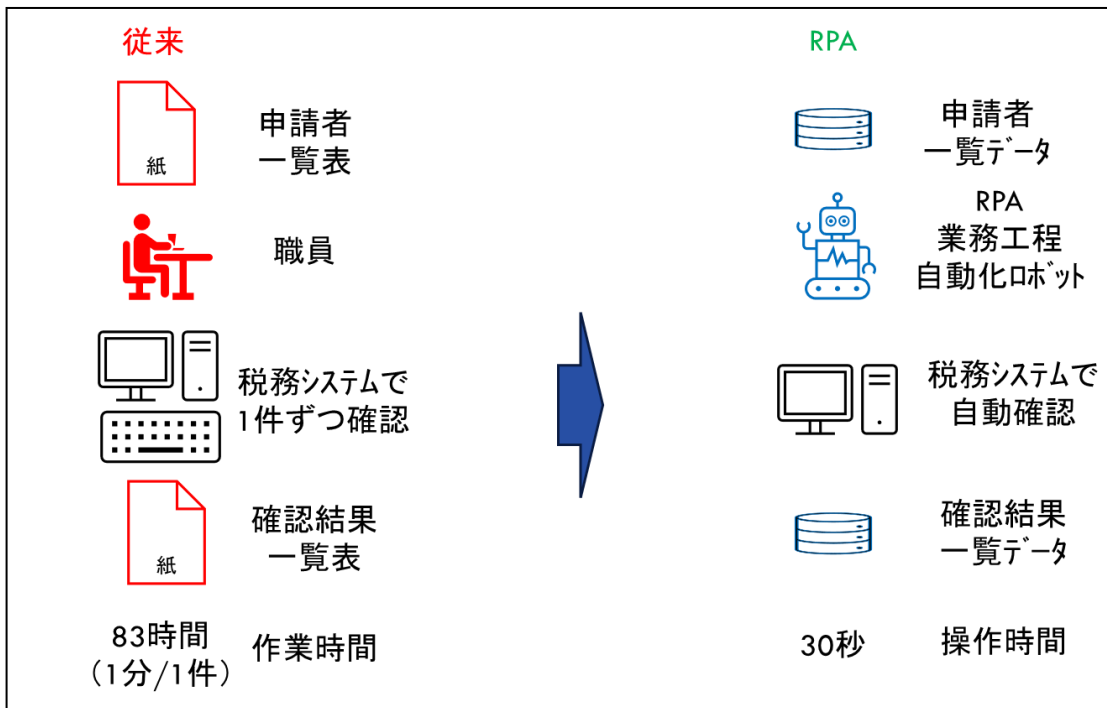 従来
紙
申請者
一覧表
職員
税務システムで
1件ずつ確認
紙
確認結果
一覧表
83時間
（1分/1件）
作業時間
RPA
申請者
一覧ﾃﾞｰﾀ
RPA
業務工程
自動化ﾛﾎﾞｯﾄ
税務システムで
自動確認
確認結果
一覧ﾃﾞｰﾀ
30秒
操作時間